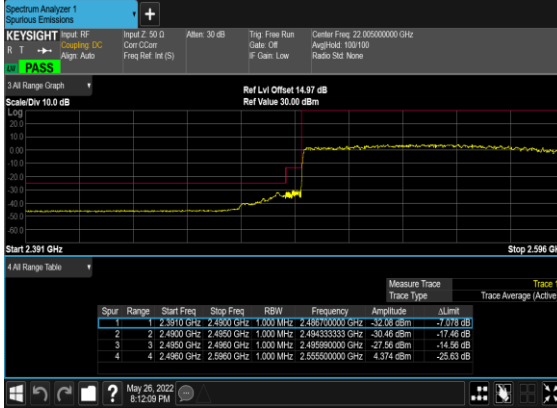 Spectrum Analyzer 1
Spurious Emissions
+
KEYSIGHT Input: RF Input Z: 50 Ω Atten: 30 dB Trig: Free Run Center Freq: 22.005000000 GHz
R T Coupling: DC Corr CCorr Gate: Off Avg|Hold: 100/100
Align: Auto Freq Ref: Int (S) IF Gain: Low Radio Std: None
LXI PASS
3 All Range Graph
Ref Lvl Offset 14.97 dB
Scale/Div 10.0 dB Ref Value 30.00 dBm
Log
20.0
10.0
0.00
-10.0
-20.0
-30.0
-40.0
-50.0
-60.0
Start 2.391 GHz Stop 2.596 GH
4 All Range Table
Measure Trace Trace 1
Trace Type Trace Average (Active
Spur Range Start Freq Stop Freq RBW Frequency Amplitude ΔLimit
1 1 2.3910 GHz 2.4900 GHz 1.000 MHz 2.486700000 GHz -32.08 dBm -7.078 dB
2 2 2.4900 GHz 2.4950 GHz 1.000 MHz 2.494333333 GHz -30.46 dBm -17.46 dB
3 3 2.4950 GHz 2.4960 GHz 1.000 MHz 2.495990000 GHz -27.56 dBm -14.56 dB
4 4 2.4960 GHz 2.5960 GHz 1.000 MHz 2.555500000 GHz 4.374 dBm -25.63 dB
? May 26, 2022
8:12:09 PM